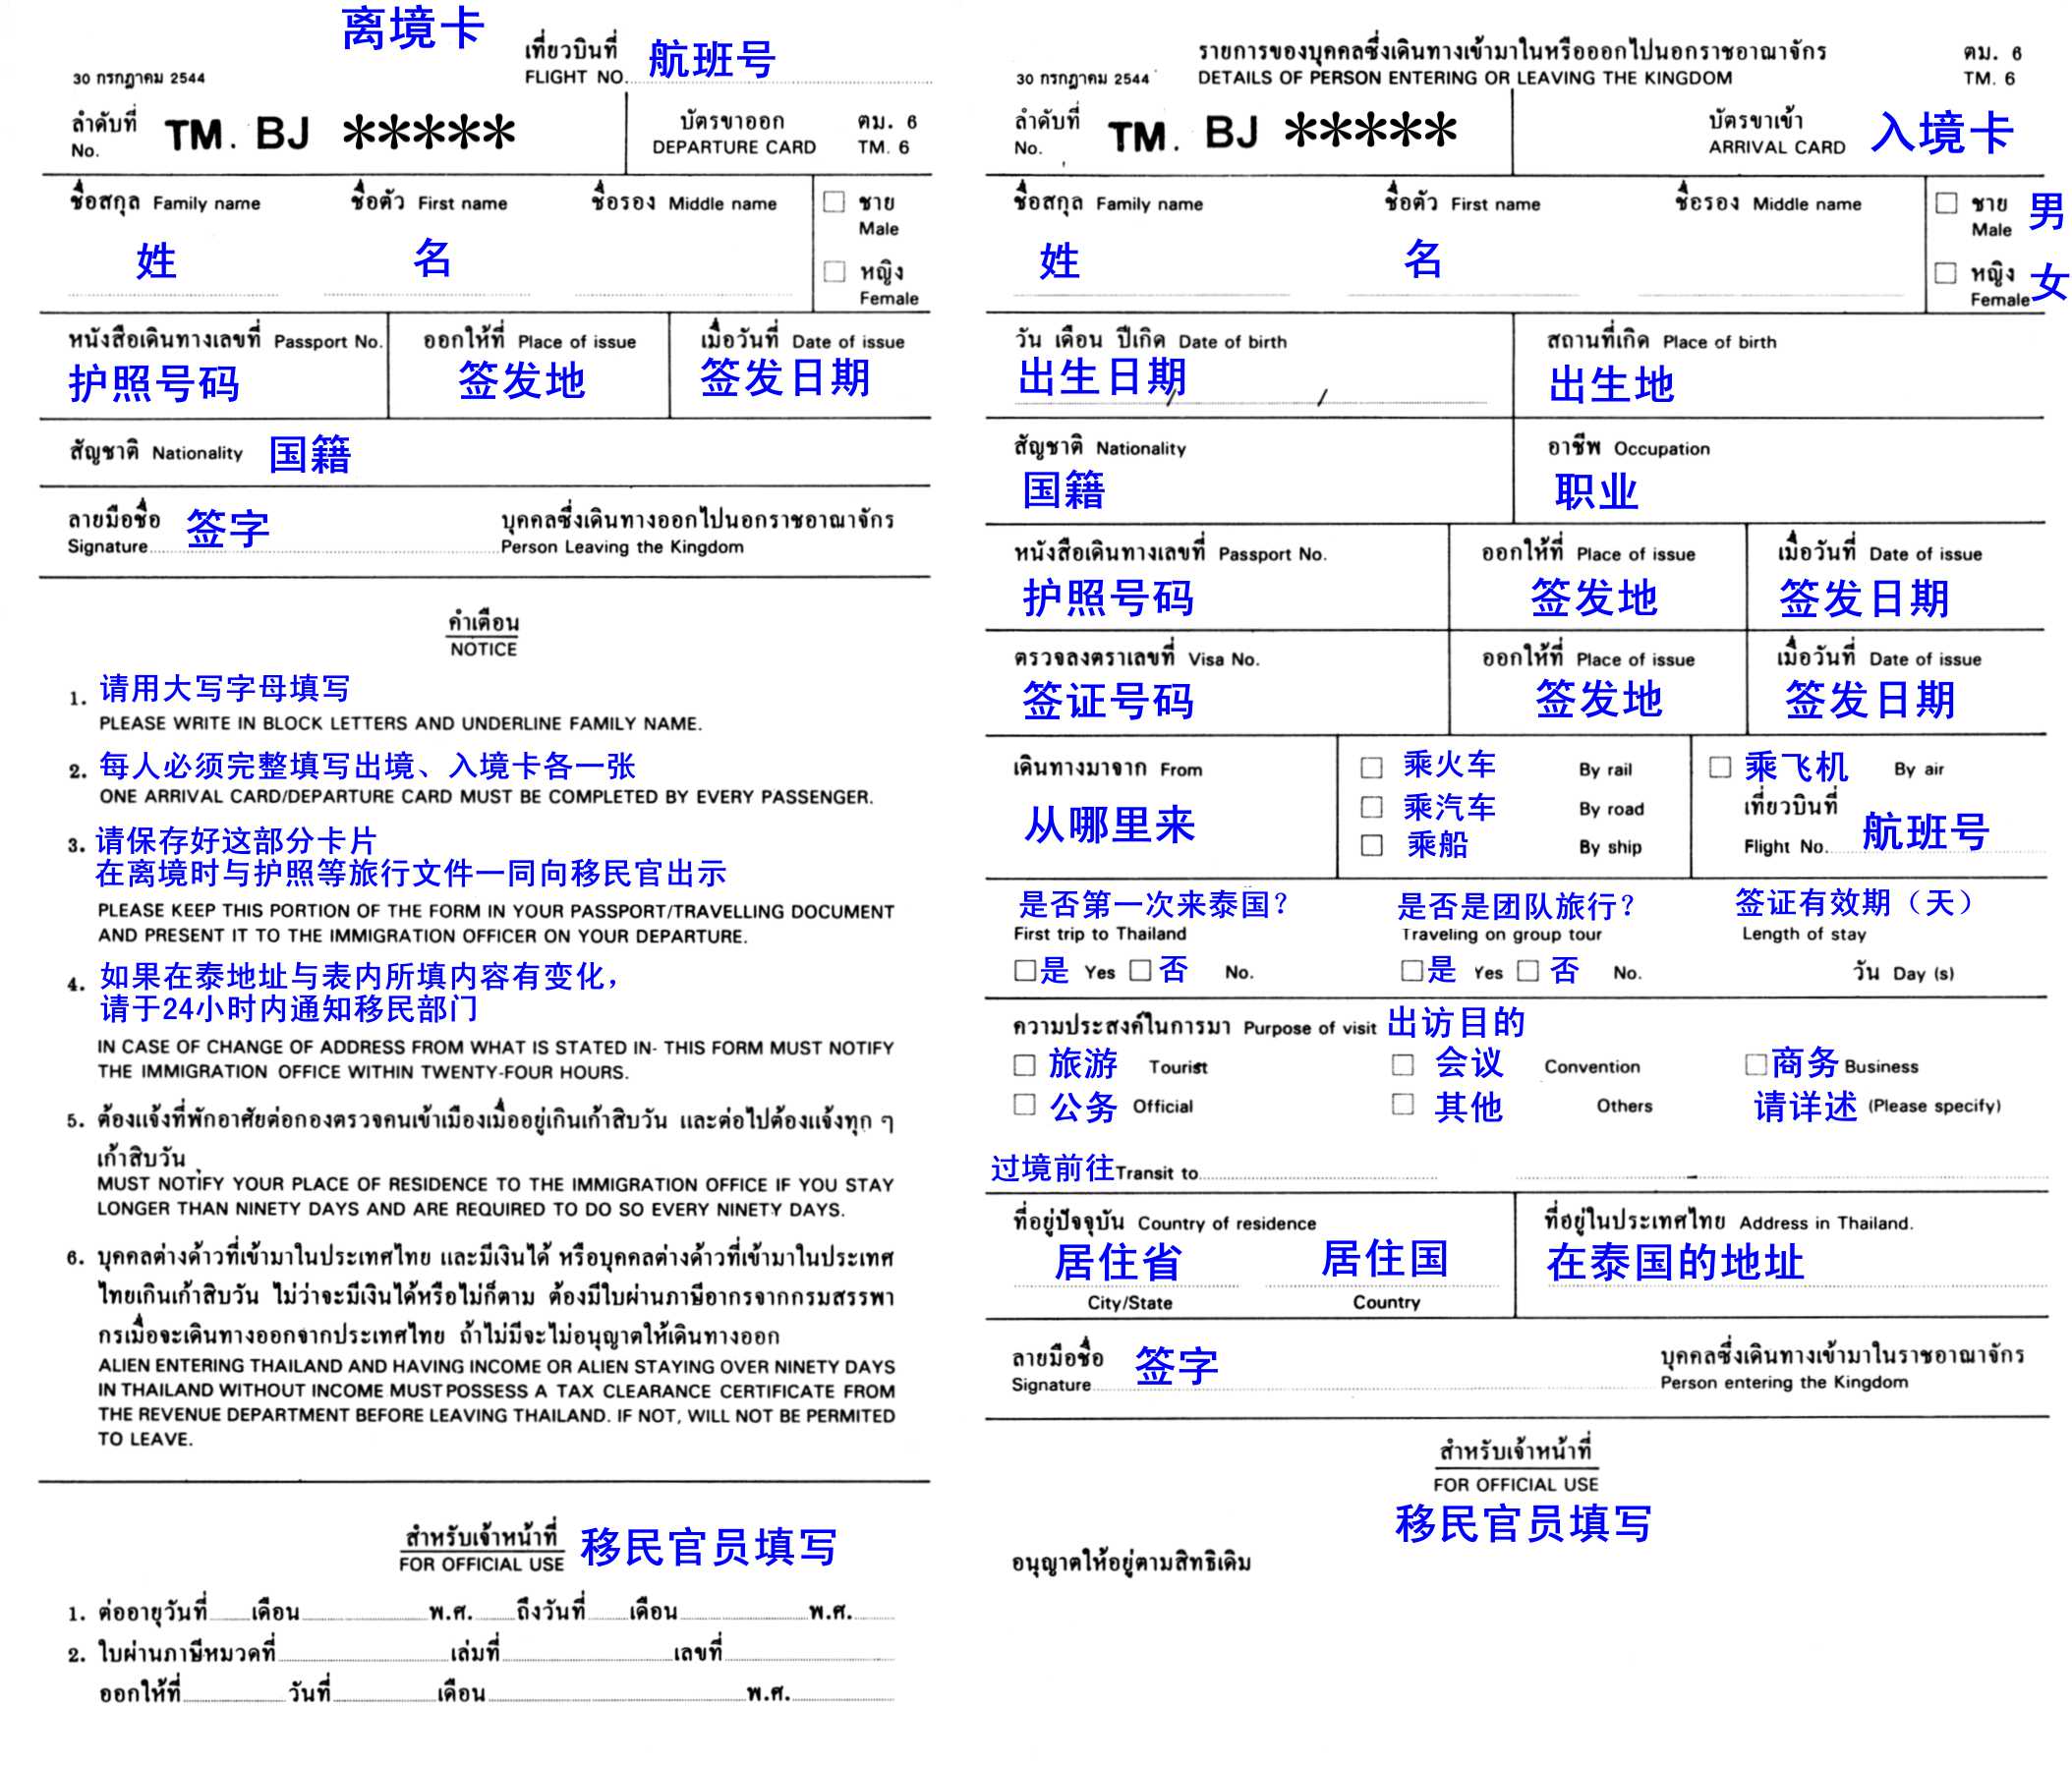 离境卡
เที่ยวบินที่ 航班号
30 กรกฎาคม 2544 FLIGHT NO.
ลำดับที่ บัตรขาออก ตม. 6
No. TM. BJ ***** DEPARTURE CARD TM. 6
ชื่อสกุล Family name ชื่อตัว First name ชื่อรอง Middle name ชาย
Male
姓 名
หญิง
Female
หนังสือเดินทางเลขที่ Passport No. ออกให้ที่ Place of issue เมื่อวันที่ Date of issue
护照号码 签发地 签发日期
สัญชาติ Nationality 国籍
ลายมือชื่อ 签字 บุคคลซึ่งเดินทางออกไปนอกราชอาณาจักร
Signature Person Leaving the Kingdom
คำเตือน
NOTICE
1. 请用大写字母填写
PLEASE WRITE IN BLOCK LETTERS AND UNDERLINE FAMILY NAME.
2. 每人必须完整填写出境、入境卡各一张
ONE ARRIVAL CARD/DEPARTURE CARD MUST BE COMPLETED BY EVERY PASSENGER.
3. 请保存好这部分卡片
在离境时与护照等旅行文件一同向移民官出示
PLEASE KEEP THIS PORTION OF THE FORM IN YOUR PASSPORT/TRAVELLING DOCUMENT
AND PRESENT IT TO THE IMMIGRATION OFFICER ON YOUR DEPARTURE.
4. 如果在泰地址与表内所填内容有变化，
请于24小时内通知移民部门
IN CASE OF CHANGE OF ADDRESS FROM WHAT IS STATED IN- THIS FORM MUST NOTIFY
THE IMMIGRATION OFFICE WITHIN TWENTY-FOUR HOURS.
5. ต้องแจ้งที่พักอาศัยต่อกองตรวจคนเข้าเมืองเมื่ออยู่เกินเก้าสิบวัน และต่อไปต้องแจ้งทุก ๆ
เก้าสิบวัน
MUST NOTIFY YOUR PLACE OF RESIDENCE TO THE IMMIGRATION OFFICE IF YOU STAY
LONGER THAN NINETY DAYS AND ARE REQUIRED TO DO SO EVERY NINETY DAYS.
6. บุคคลต่างด้าวที่เข้ามาในประเทศไทย และมีเงินได้ หรือบุคคลต่างด้าวที่เข้ามาในประเทศ
ไทยเกินเก้าสิบวัน ไม่ว่าจะมีเงินได้หรือไม่ก็ตาม ต้องมีใบผ่านภาษีอากรจากกรมสรรพา
กรเมื่อจะเดินทางออกจากประเทศไทย ถ้าไม่มีจะไม่อนุญาตให้เดินทางออก
ALIEN ENTERING THAILAND AND HAVING INCOME OR ALIEN STAYING OVER NINETY DAYS
IN THAILAND WITHOUT INCOME MUST POSSESS A TAX CLEARANCE CERTIFICATE FROM
THE REVENUE DEPARTMENT BEFORE LEAVING THAILAND. IF NOT, WILL NOT BE PERMITED
TO LEAVE.
สำหรับเจ้าหน้าที่
FOR OFFICIAL USE 移民官员填写
1. ต่ออายุวันที่ เดือน พ.ศ. ถึงวันที่ เดือน พ.ศ.
2. ใบผ่านภาษีหมวดที่ เล่มที่ เลขที่
ออกให้ที่ วันที่ เดือน พ.ศ.
รายการของบุคคลซึ่งเดินทางเข้ามาในหรือออกไปนอกราชอาณาจักร ตม. 6
30 กรกฎาคม 2544 DETAILS OF PERSON ENTERING OR LEAVING THE KINGDOM TM. 6
ลำดับที่ บัตรขาเข้า
No. TM. BJ ***** ARRIVAL CARD 入境卡
ชื่อสกุล Family name ชื่อตัว First name ชื่อรอง Middle name ชาย 男
Male
姓 名
หญิง 女
Female
วัน เดือน ปีเกิด Date of birth สถานที่เกิด Place of birth
出生日期 / / 出生地
สัญชาติ Nationality อาชีพ Occupation
国籍 职业
หนังสือเดินทางเลขที่ Passport No. ออกให้ที่ Place of issue เมื่อวันที่ Date of issue
护照号码 签发地 签发日期
ตรวจลงตราเลขที่ Visa No. ออกให้ที่ Place of issue เมื่อวันที่ Date of issue
签证号码 签发地 签发日期
เดินทางมาจาก From 乘火车 By rail 乘飞机 By air
从哪里来 乘汽车 By road เที่ยวบินที่
乘船 By ship Flight No. 航班号
是否第一次来泰国？ 是否是团队旅行？ 签证有效期（天）
First trip to Thailand Traveling on group tour Length of stay
是 Yes 否 No. 是 Yes 否 No. วัน Day (s)
ความประสงค์ในการมา Purpose of visit 出访目的
旅游 Tourist 会议 Convention 商务 Business
公务 Official 其他 Others 请详述 (Please specify)
过境前往 Transit to
ที่อยู่ปัจจุบัน Country of residence ที่อยู่ในประเทศไทย Address in Thailand.
居住省 居住国 在泰国的地址
City/State Country
ลายมือชื่อ 签字 บุคคลซึ่งเดินทางเข้ามาในราชอาณาจักร
Signature Person entering the Kingdom
สำหรับเจ้าหน้าที่
FOR OFFICIAL USE
移民官员填写
อนุญาตให้อยู่ตามสิทธิเดิม